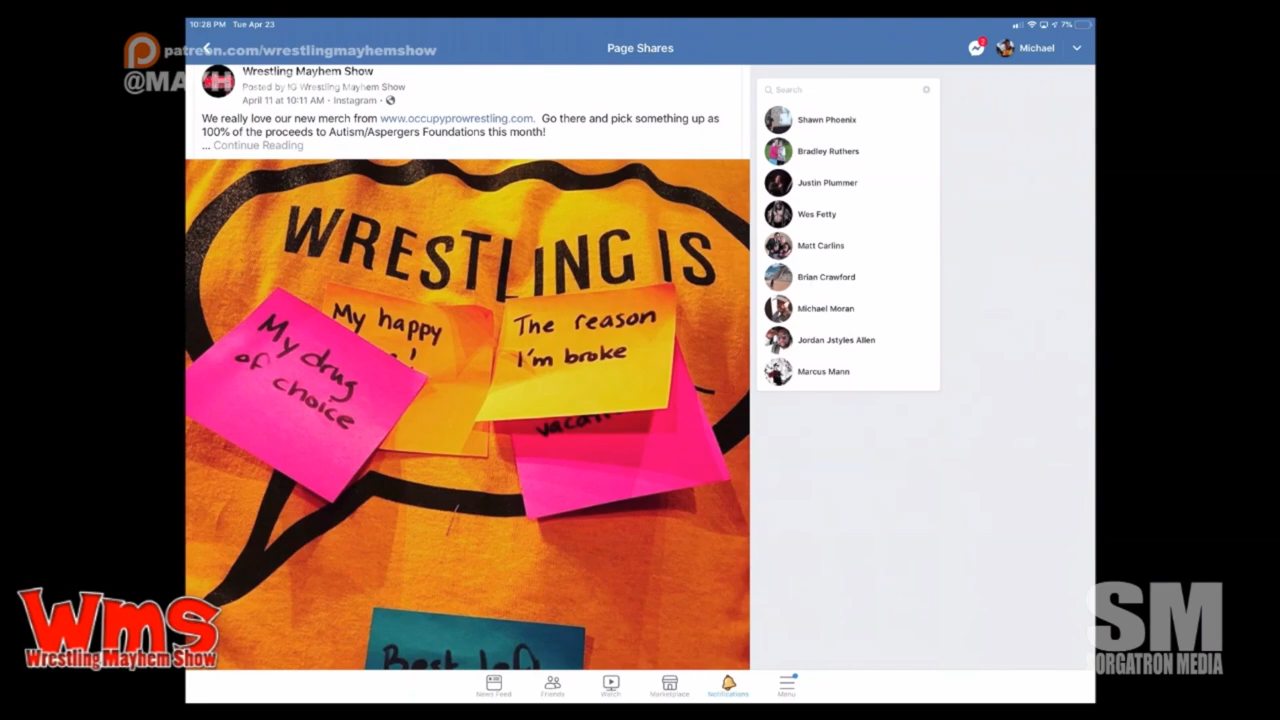 10:28 PM Tue Apr 23
7%
patreon.com/wrestlingmayhemshow
Page Shares
2
Michael
@MAYH
Wrestling Mayhem Show
Posted by IG Wrestling Mayhem Show
April 11 at 10:11 AM · Instagram ·
We really love our new merch from www.occupyprowrestling.com. Go there and pick something up as
100% of the proceeds to Autism/Aspergers Foundations this month!
... Continue Reading
Search
Shawn Phoenix
Bradley Ruthers
Justin Plummer
Wes Fetty
Matt Carlins
Brian Crawford
Michael Moran
Jordan Jstyles Allen
Marcus Mann
WRESTLING IS
My happy
!
The reason
I'm broke
My drug
of choice
Best
WMS
Wrestling Mayhem Show
SM
SORGATRON MEDIA
News Feed
Friends
Watch
Marketplace
Notifications
Menu